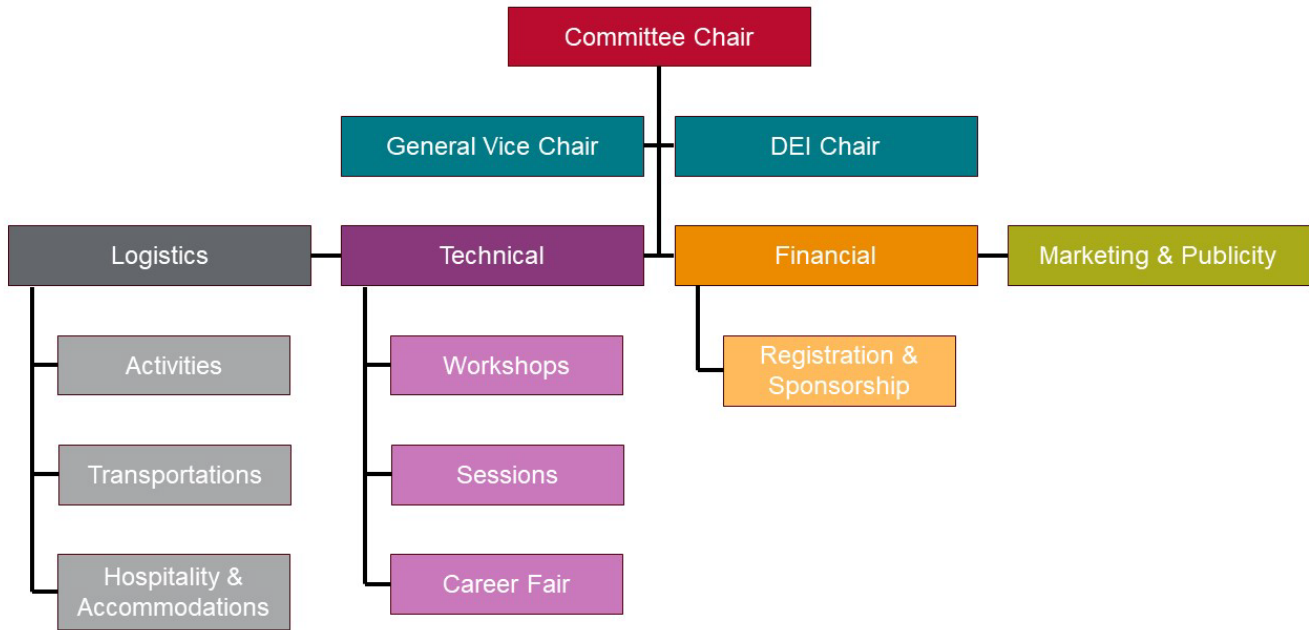 Committee Chair
General Vice Chair
DEI Chair
Logistics
Technical
Financial
Marketing & Publicity
Activities
Workshops
Registration &
Sponsorship
Transportations
Sessions
Hospitality &
Accommodations
Career Fair